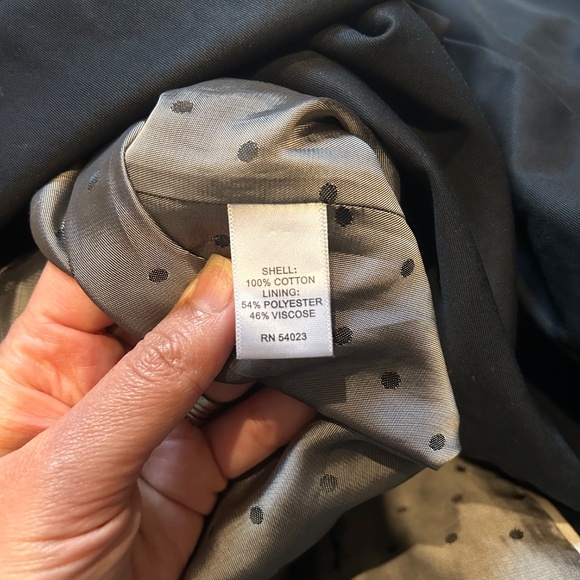 SHELL:
100% COTTON
LINING:
54% POLYESTER
46% VISCOSE
RN 54023